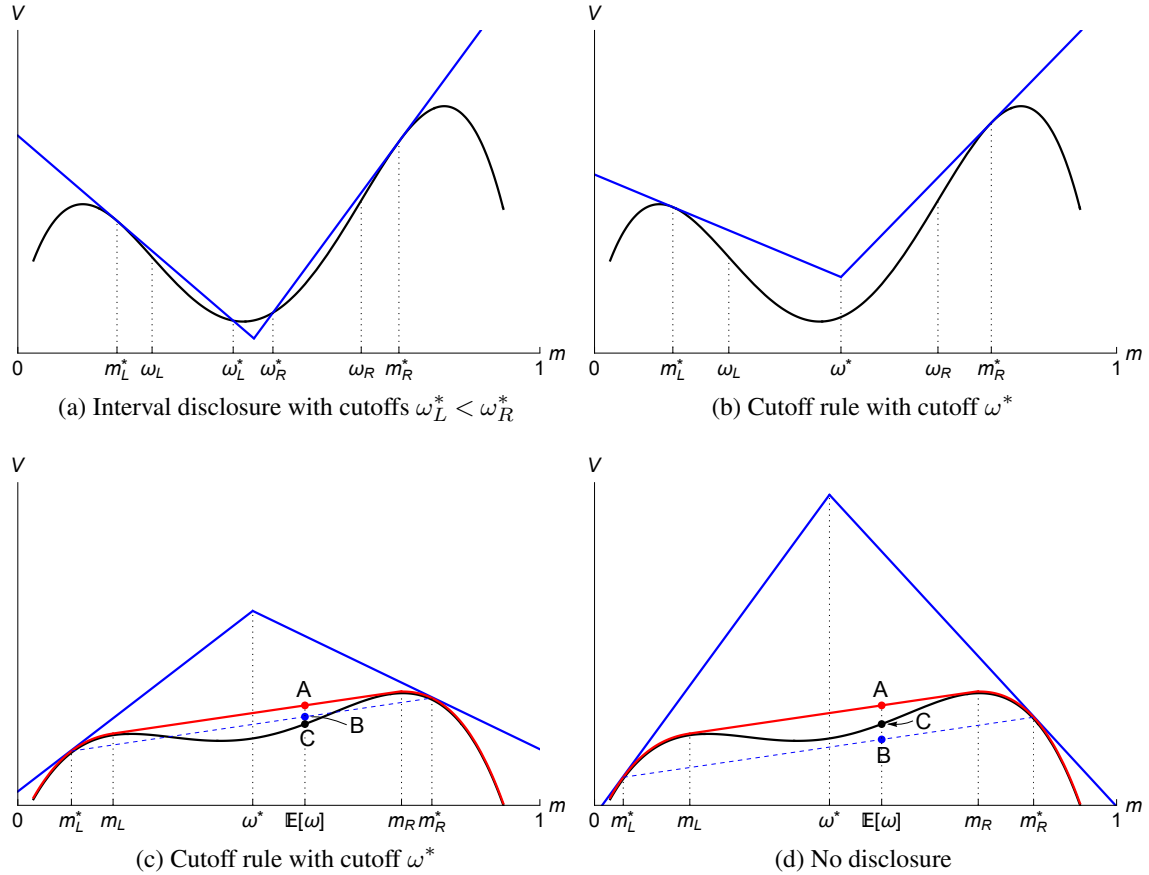 V
V
0 m*L ωL ω*L ω*R ωR m*R 1 m
0 m*L ωL ω* ωR m*R 1 m
(a) Interval disclosure with cutoffs ω*L < ω*R
(b) Cutoff rule with cutoff ω*
V
V
A
B
C
A
C
B
0 m*L mL ω* 𝔼[ω] mR m*R 1 m
0 m*L mL ω* 𝔼[ω] mR m*R 1 m
(c) Cutoff rule with cutoff ω*
(d) No disclosure